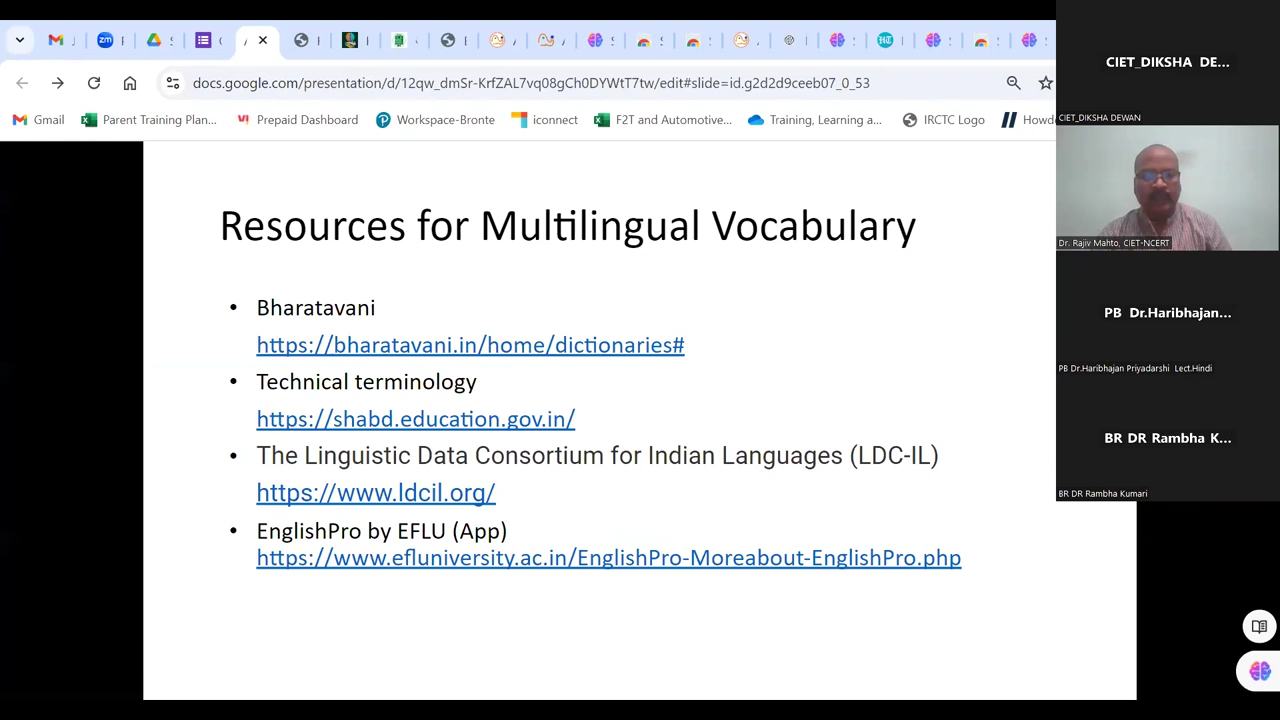 docs.google.com/presentation/d/12qw_dmSr-KrfZAL7vq08gCh0DYWtT7tw/edit#slide=id.g2d2d9ceeb07_0_53
Gmail Parent Training Plan... Prepaid Dashboard Workspace-Bronte iconnect F2T and Automotive... Training, Learning a... IRCTC Logo Howd
Resources for Multilingual Vocabulary
• Bharatavani
https://bharatavani.in/home/dictionaries#
• Technical terminology
https://shabd.education.gov.in/
• The Linguistic Data Consortium for Indian Languages (LDC-IL)
https://www.ldcil.org/
• EnglishPro by EFLU (App)
https://www.efluniversity.ac.in/EnglishPro-Moreabout-EnglishPro.php
CIET_DIKSHA DE...
CIET_DIKSHA DEWAN
Dr. Rajiv Mahto, CIET-NCERT
PB Dr.Haribhajan...
PB Dr.Haribhajan Priyadarshi Lect.Hindi
BR DR Rambha K...
BR DR Rambha Kumari